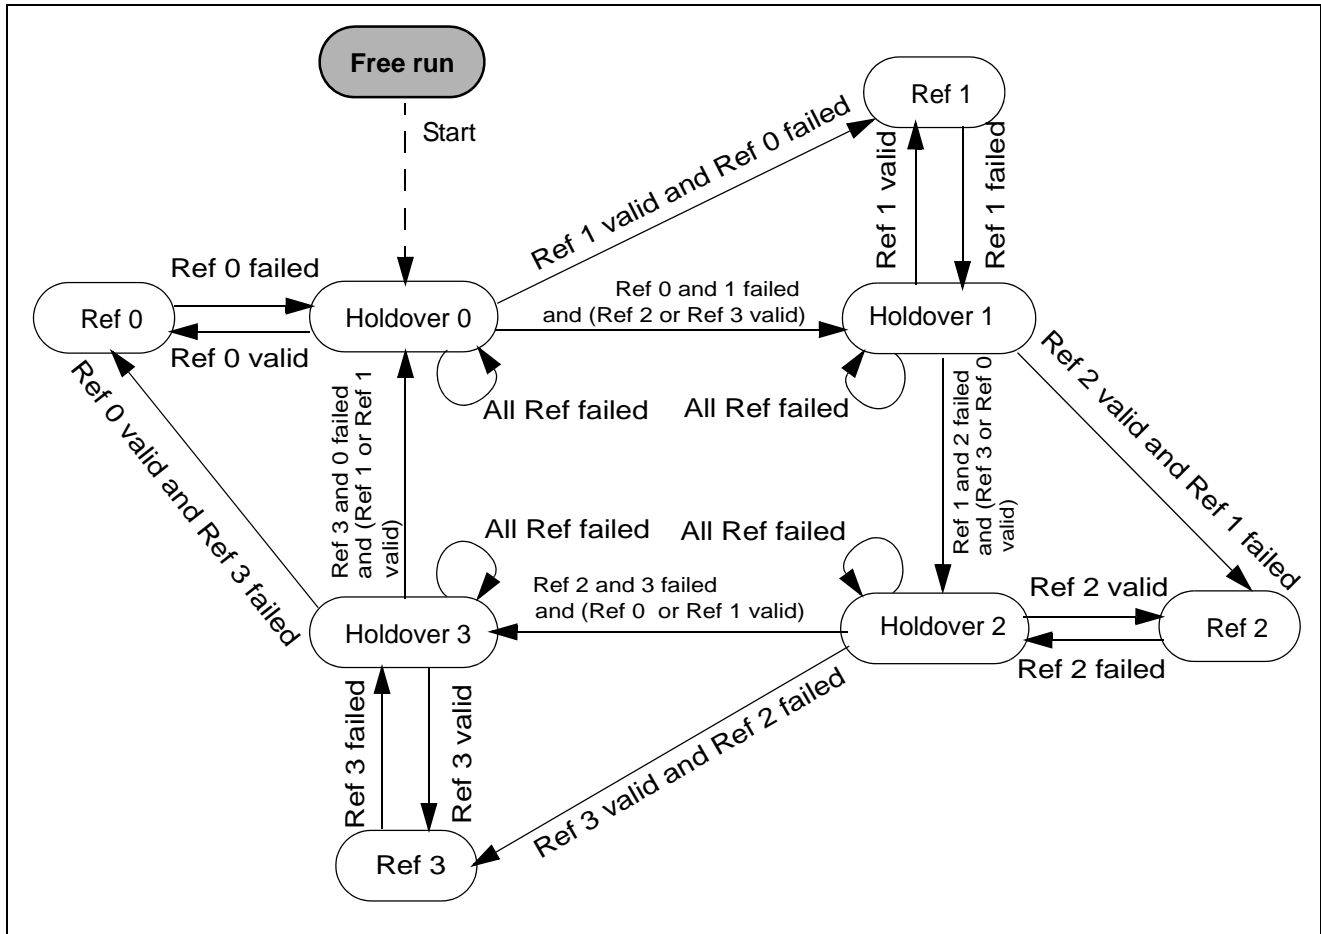 Free run
Start
Ref 1
Ref 1 valid and Ref 0 failed
Ref 1 valid
Ref 1 failed
Ref 0 failed
Ref 0
Ref 0 valid
Holdover 0
Ref 0 and 1 failed
and (Ref 2 or Ref 3 valid)
Holdover 1
All Ref failed
All Ref failed
Ref 0 valid and Ref 3 failed
Ref 3 and 0 failed
and (Ref 1 or Ref 1
valid)
Ref 1 and 2 failed
and (Ref 3 or Ref 0
valid)
Ref 2 valid and Ref 1 failed
All Ref failed
All Ref failed
Ref 2 and 3 failed
and (Ref 0 or Ref 1 valid)
Holdover 3
Holdover 2
Ref 2 valid
Ref 2
Ref 2 failed
Ref 3 failed
Ref 3 valid
Ref 3 valid and Ref 2 failed
Ref 3